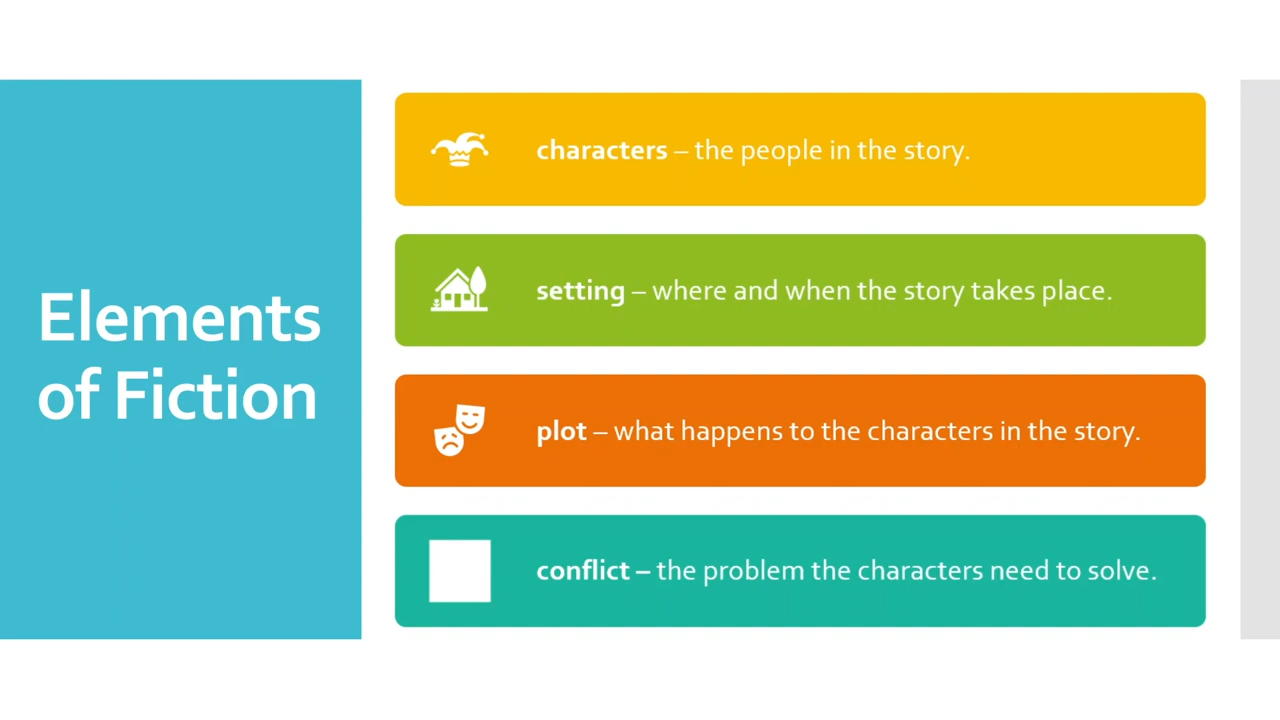 Elements
of Fiction
characters – the people in the story.
setting – where and when the story takes place.
plot – what happens to the characters in the story.
conflict – the problem the characters need to solve.